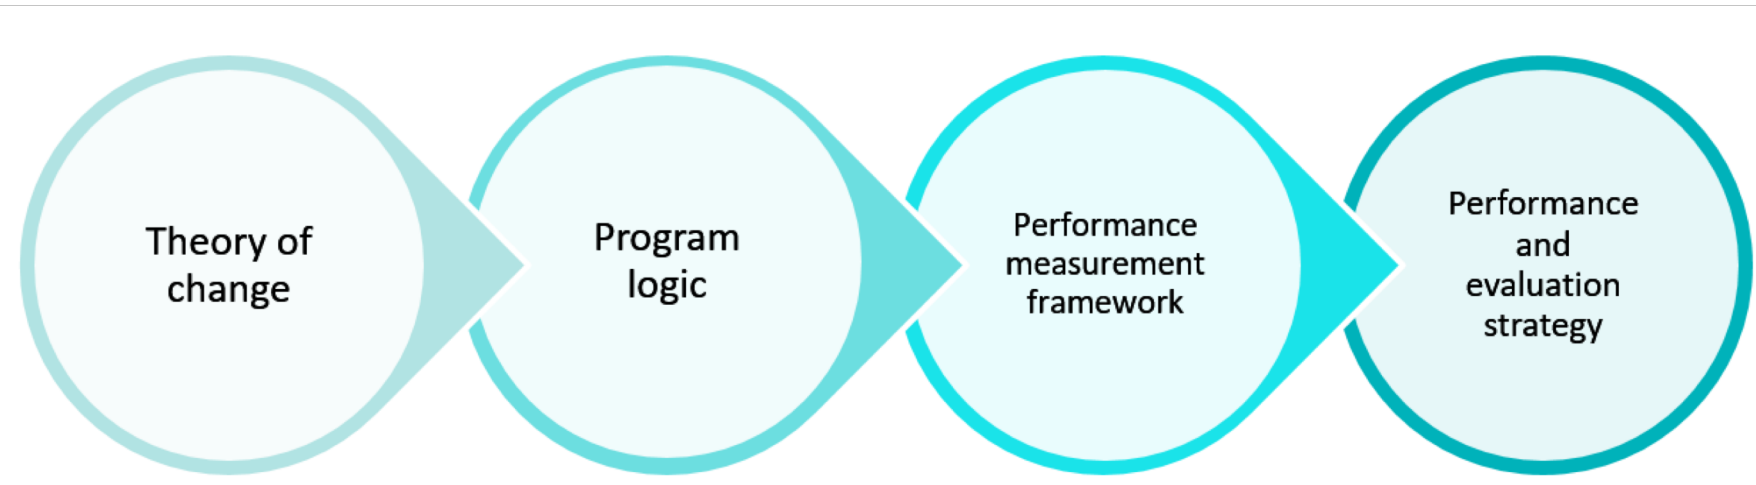 Theory of
change
Program
logic
Performance
measurement
framework
Performance
and
evaluation
strategy